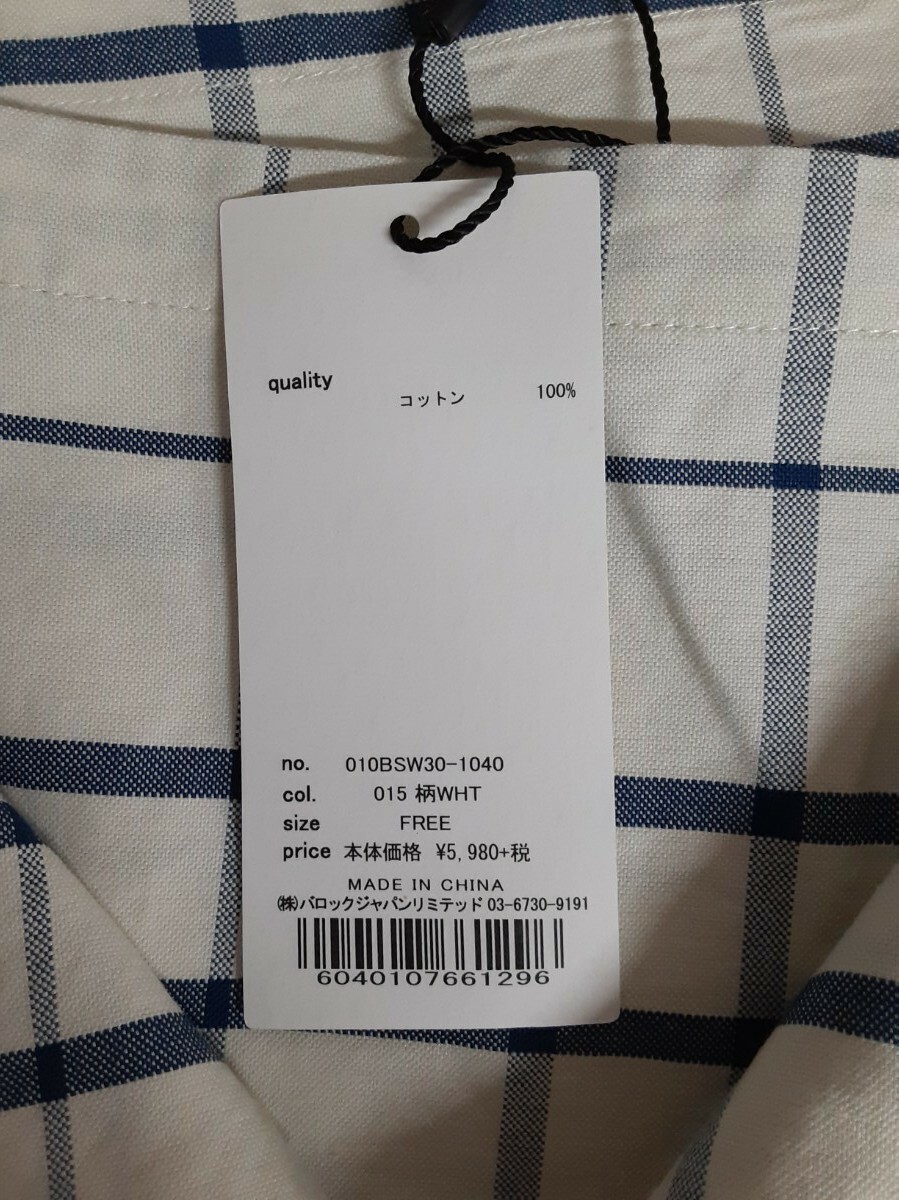 quality
コットン 100%
no. 010BSW30-1040
col. 015 柄WHT
size FREE
price 本体価格 ¥5,980+税
MADE IN CHINA
㈱バロックジャパンリミテッド 03-6730-9191
6040107661296